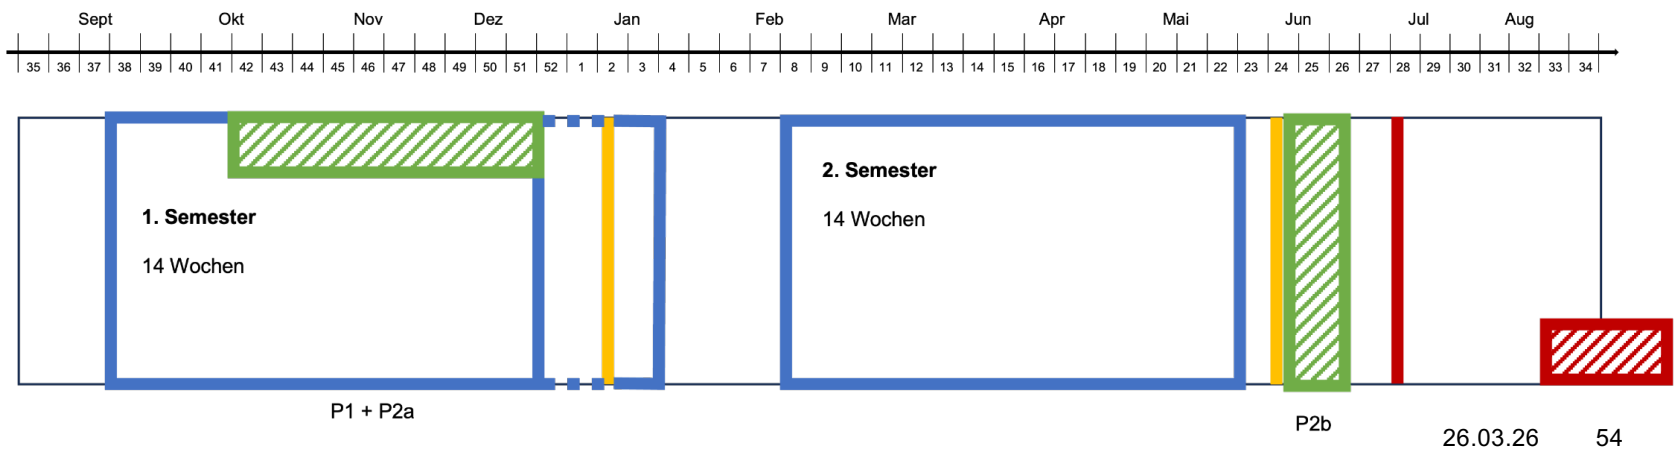 Sept Okt Nov Dez Jan Feb Mar Apr Mai Jun Jul Aug
35 36 37 38 39 40 41 42 43 44 45 46 47 48 49 50 51 52 1 2 3 4 5 6 7 8 9 10 11 12 13 14 15 16 17 18 19 20 21 22 23 24 25 26 27 28 29 30 31 32 33 34
1. Semester
14 Wochen
2. Semester
14 Wochen
P1 + P2a
P2b
26.03.26 54